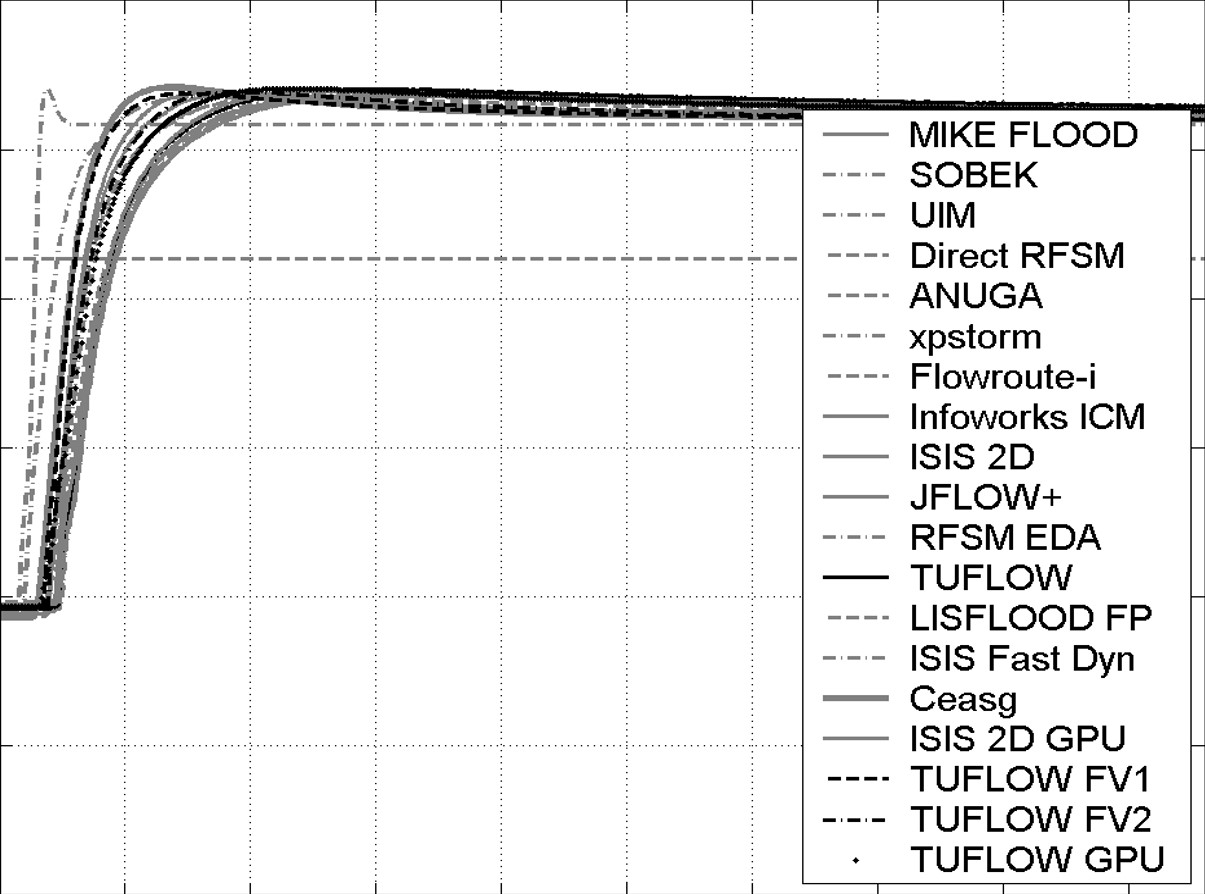 MIKE FLOOD
SOBEK
UIM
Direct RFSM
ANUGA
xpstorm
Flowroute-i
Infoworks ICM
ISIS 2D
JFLOW+
RFSM EDA
TUFLOW
LISFLOOD FP
ISIS Fast Dyn
Ceasg
ISIS 2D GPU
TUFLOW FV1
TUFLOW FV2
TUFLOW GPU